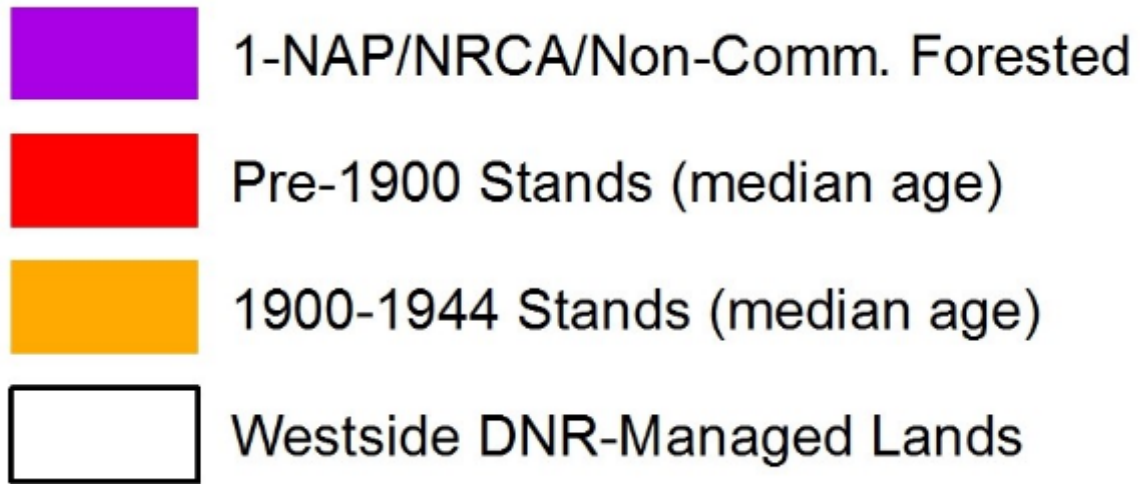 1-NAP/NRCA/Non-Comm. Forested
Pre-1900 Stands (median age)
1900-1944 Stands (median age)
Westside DNR-Managed Lands